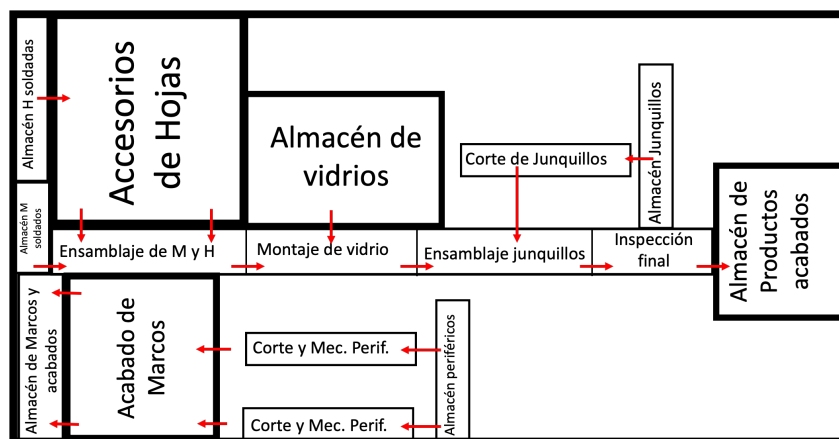 Almacén H soldadas
Accesorios
de Hojas
Almacén de
vidrios
Corte de Junquillos
Almacén Junquillos
Almacén de
Productos
acabados
Almacén M
soldados
Ensamblaje de M y H
Montaje de vidrio
Ensamblaje junquillos
Inspección
final
Almacén de Marcos y
acabados
Acabado de
Marcos
Corte y Mec. Perif.
Corte y Mec. Perif.
Almacén periféricos